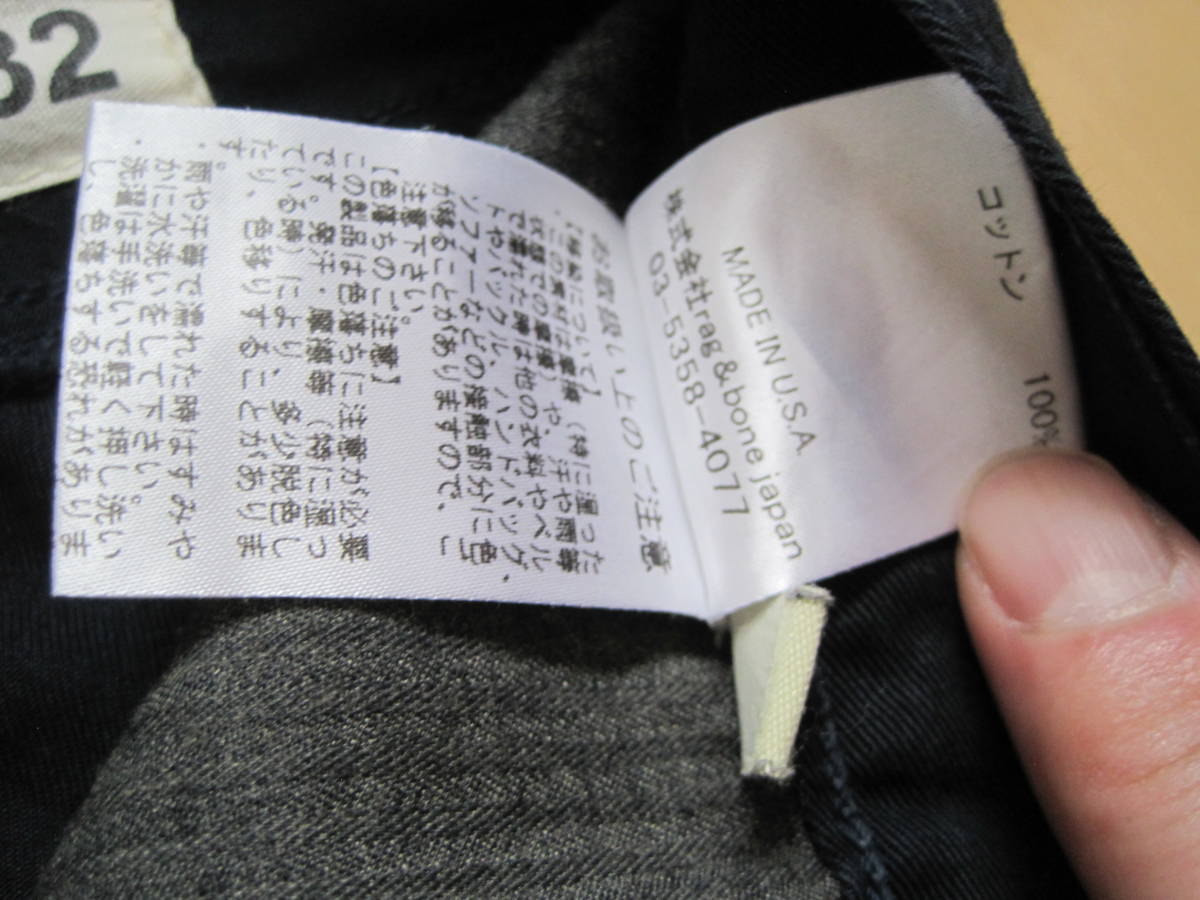 32
コットン 100%
MADE IN U.S.A
株式会社rag&bone japan
03-5358-4077
お取扱い上のご注意
この素材は摩擦(特に湿った
状態での摩擦)や、汗や雨等
で濡れた時は他の衣料やベル
トやバックル、ハンドバッグ、
ソファーなどの接触部分に色
が移ることがありますので、ご
注意下さい。
【色落ちのご注意】
この製品は色落ちに注意が必要
です。発汗・摩擦等(特に湿っ
ている時)により、多少脱色し
たり、色移りすることがありま
す。
・雨や汗等で濡れた時はすみや
かに水洗いをして下さい。
・洗濯は手洗いで軽く押し洗い
し、色落ちする恐れがありま